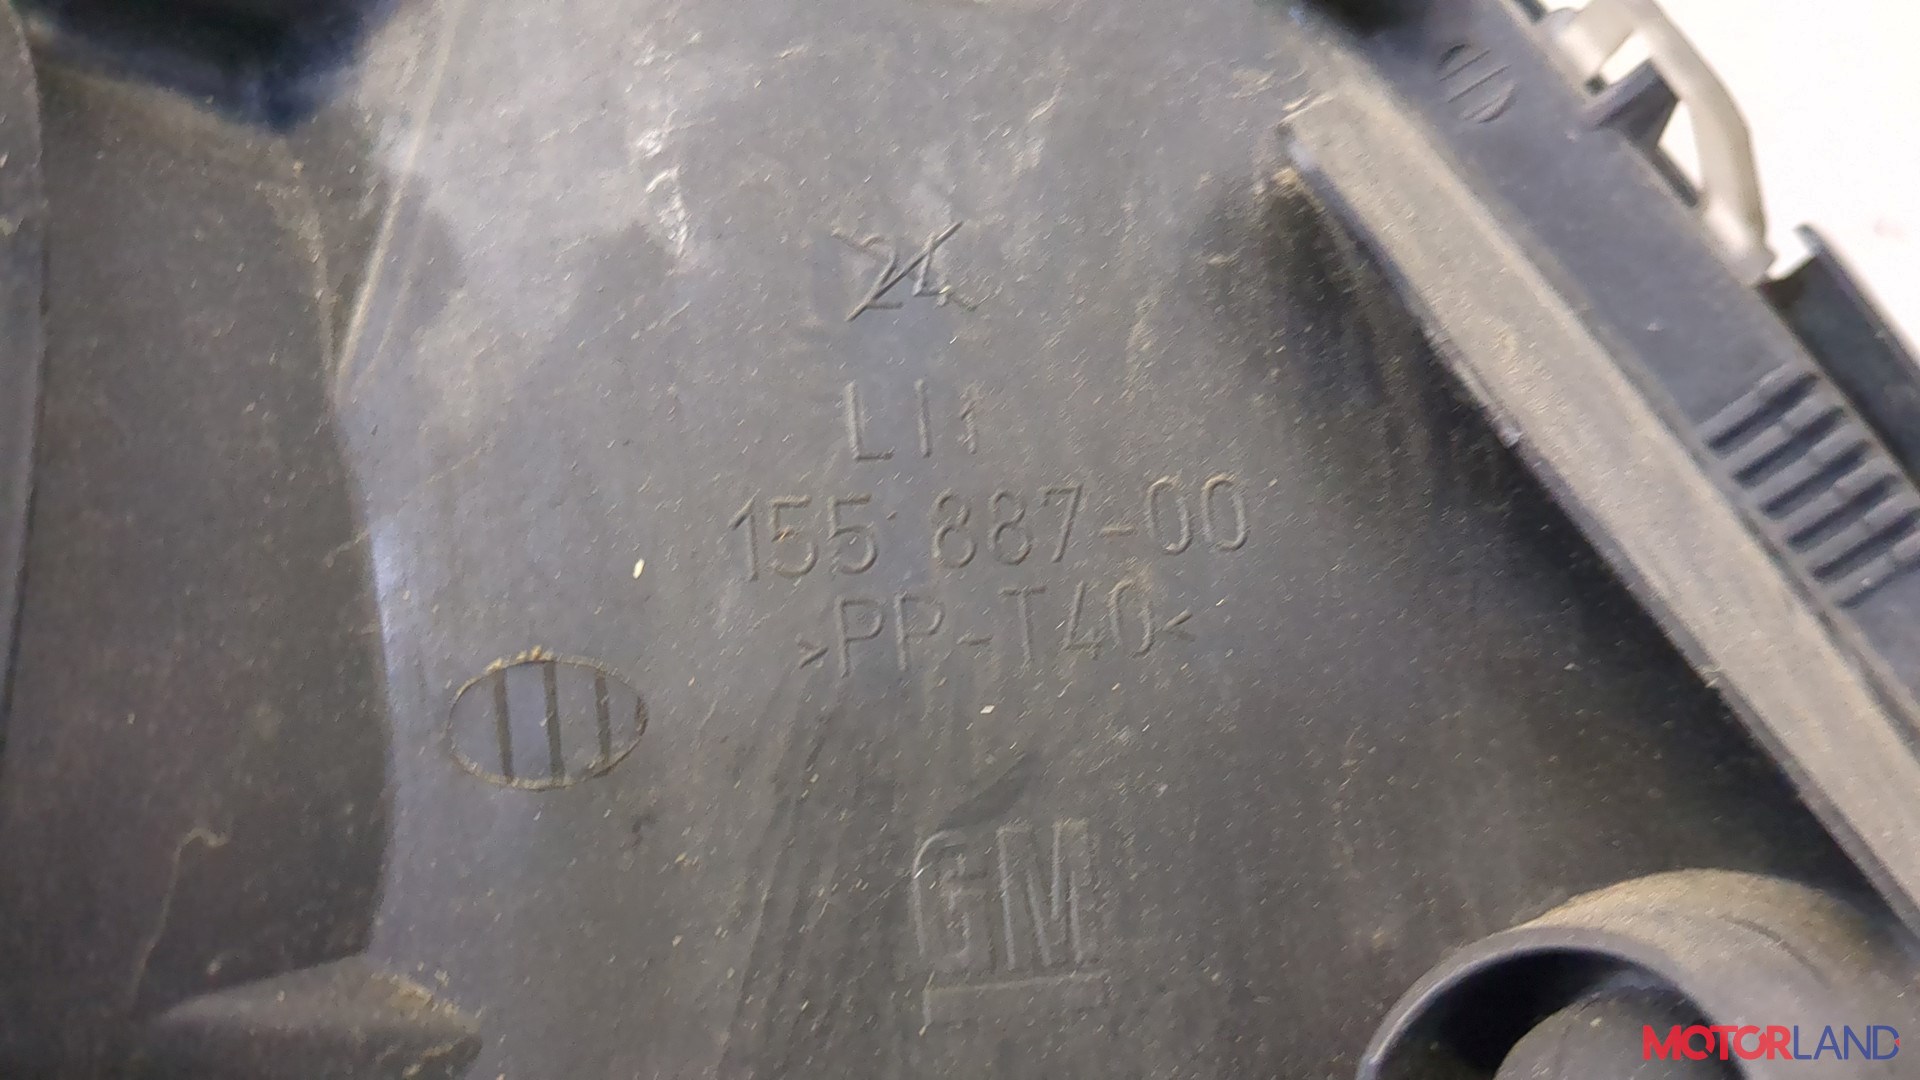 24
LI1
155 887-00
>PP-T40<
GM
MOTORLAND